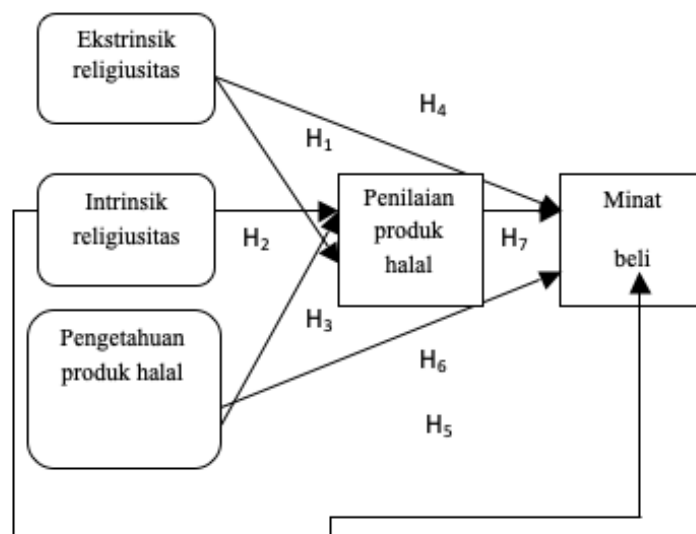 Ekstrinsik
religiusitas
H₄
H₁
Intrinsik
religiusitas
H₂
Penilaian
produk
halal
H₇
Minat
beli
H₃
Pengetahuan
produk halal
H₆
H₅